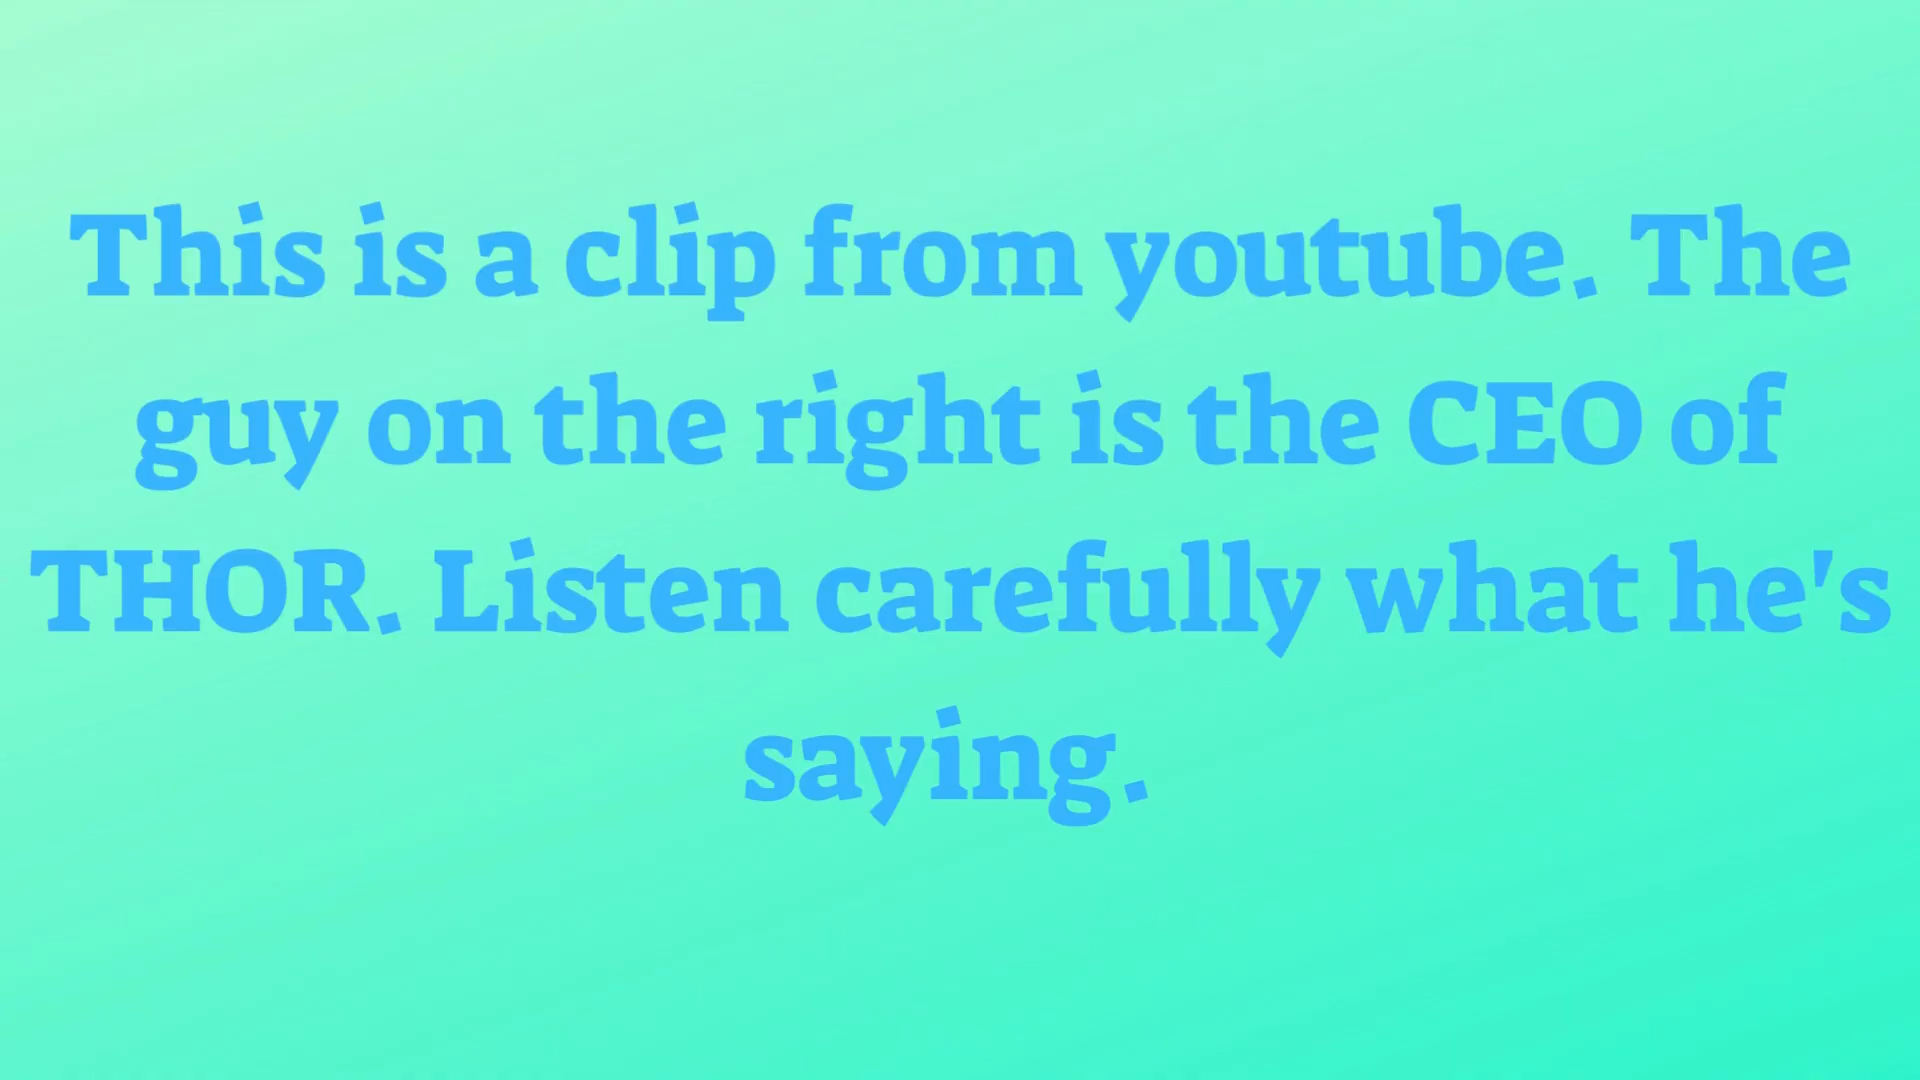 This is a clip from youtube. The
guy on the right is the CEO of
THOR. Listen carefully what he's
saying.